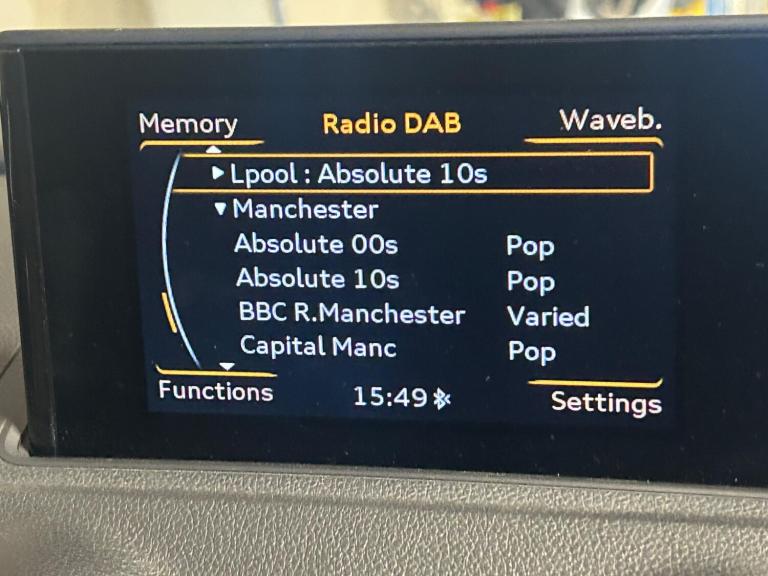 Memory Radio DAB Waveb.
Lpool : Absolute 10s
Manchester
Absolute 00s Pop
Absolute 10s Pop
BBC R.Manchester Varied
Capital Manc Pop
Functions 15:49 Settings